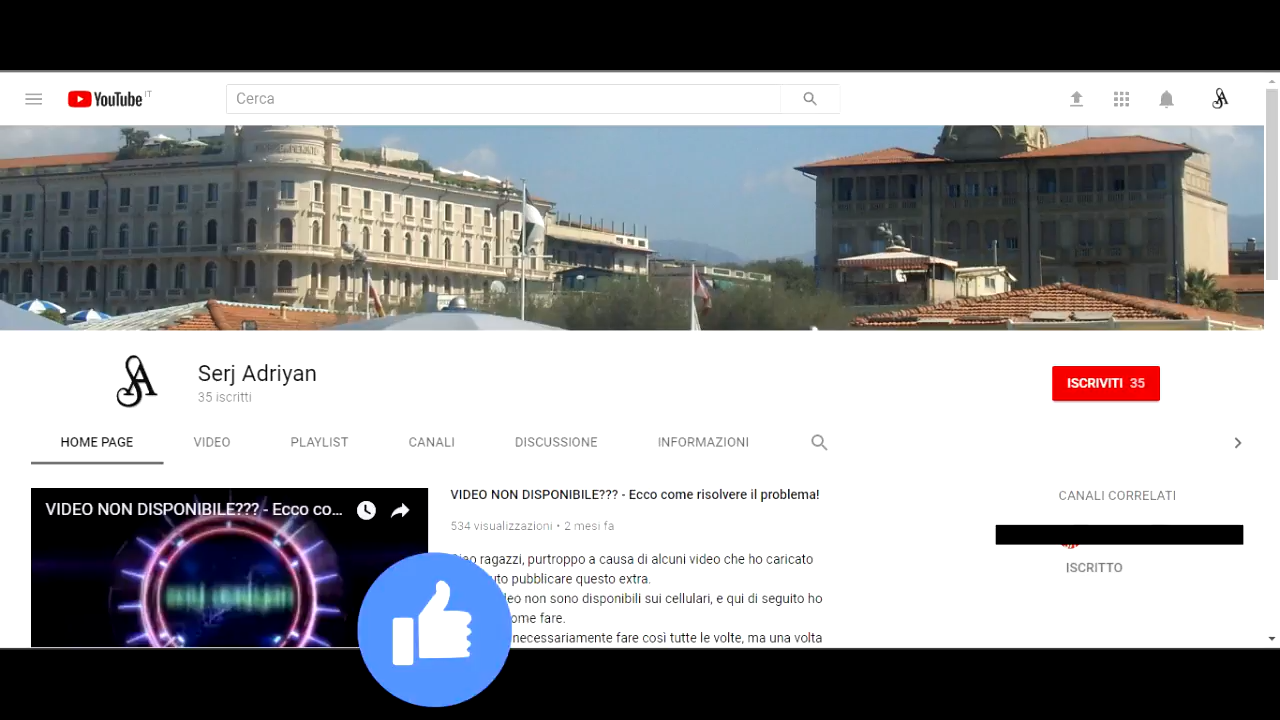 YouTube IT
Cerca
Serj Adriyan
35 iscritti
ISCRIVITI 35
HOME PAGE
VIDEO
PLAYLIST
CANALI
DISCUSSIONE
INFORMAZIONI
VIDEO NON DISPONIBILE??? - Ecco co...
VIDEO NON DISPONIBILE??? - Ecco come risolvere il problema!
534 visualizzazioni • 2 mesi fa
ragazzi, purtroppo a causa di alcuni video che ho caricato
pubblicare questo extra.
non sono disponibili sui cellulari, e qui di seguito ho
fare.
necessariamente fare così tutte le volte, ma una volta
CANALI CORRELATI
ISCRITTO